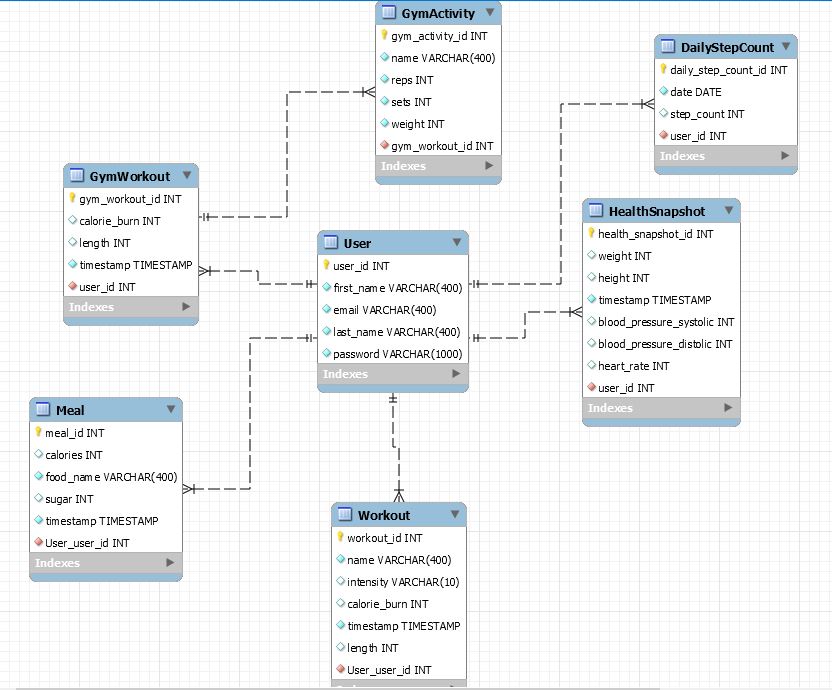 GymActivity
gym_activity_id INT
name VARCHAR(400)
reps INT
sets INT
weight INT
gym_workout_id INT
Indexes
DailyStepCount
daily_step_count_id INT
date DATE
step_count INT
user_id INT
Indexes
GymWorkout
gym_workout_id INT
calorie_burn INT
length INT
timestamp TIMESTAMP
user_id INT
Indexes
User
user_id INT
first_name VARCHAR(400)
email VARCHAR(400)
last_name VARCHAR(400)
password VARCHAR(1000)
Indexes
HealthSnapshot
health_snapshot_id INT
weight INT
height INT
timestamp TIMESTAMP
blood_pressure_systolic INT
blood_pressure_distolic INT
heart_rate INT
user_id INT
Indexes
Meal
meal_id INT
calories INT
food_name VARCHAR(400)
sugar INT
timestamp TIMESTAMP
User_user_id INT
Indexes
Workout
workout_id INT
name VARCHAR(400)
intensity VARCHAR(10)
calorie_burn INT
timestamp TIMESTAMP
length INT
User_user_id INT